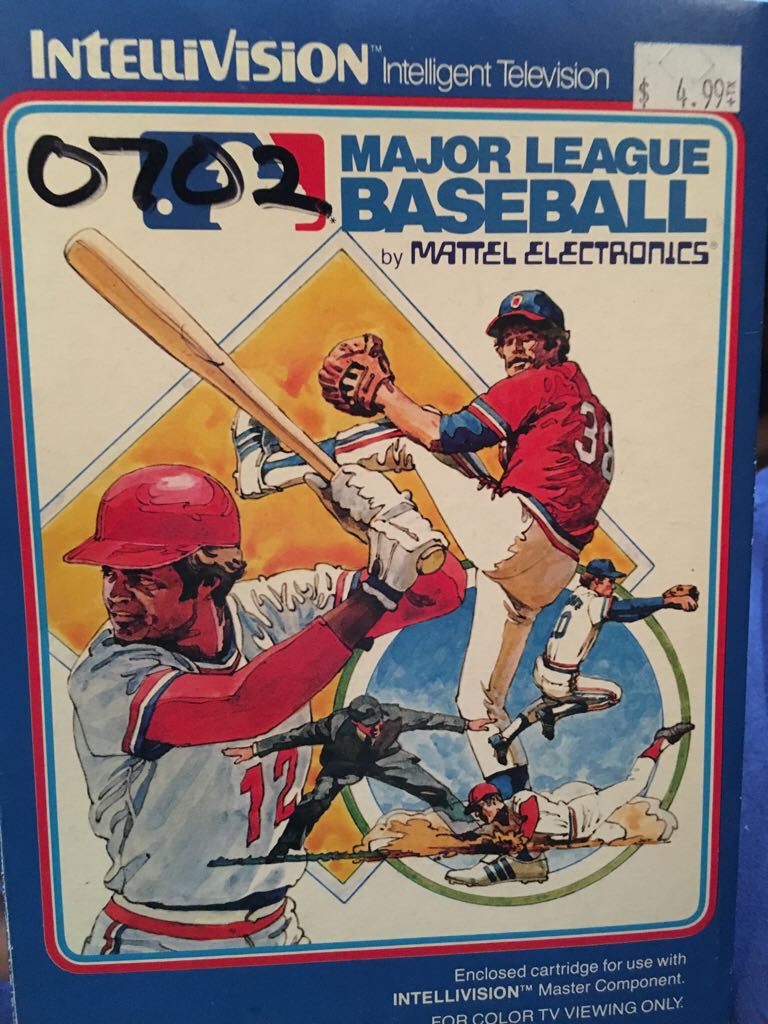 INTELLIVISION™ Intelligent Television
$ 4.99
0702
MAJOR LEAGUE
BASEBALL
by MATTEL ELECTRONICS®
38
12
Enclosed cartridge for use with
INTELLIVISION™ Master Component.
FOR COLOR TV VIEWING ONLY.